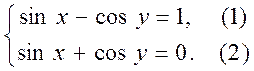 sin x − cos y = 1, (1)
sin x + cos y = 0. (2)